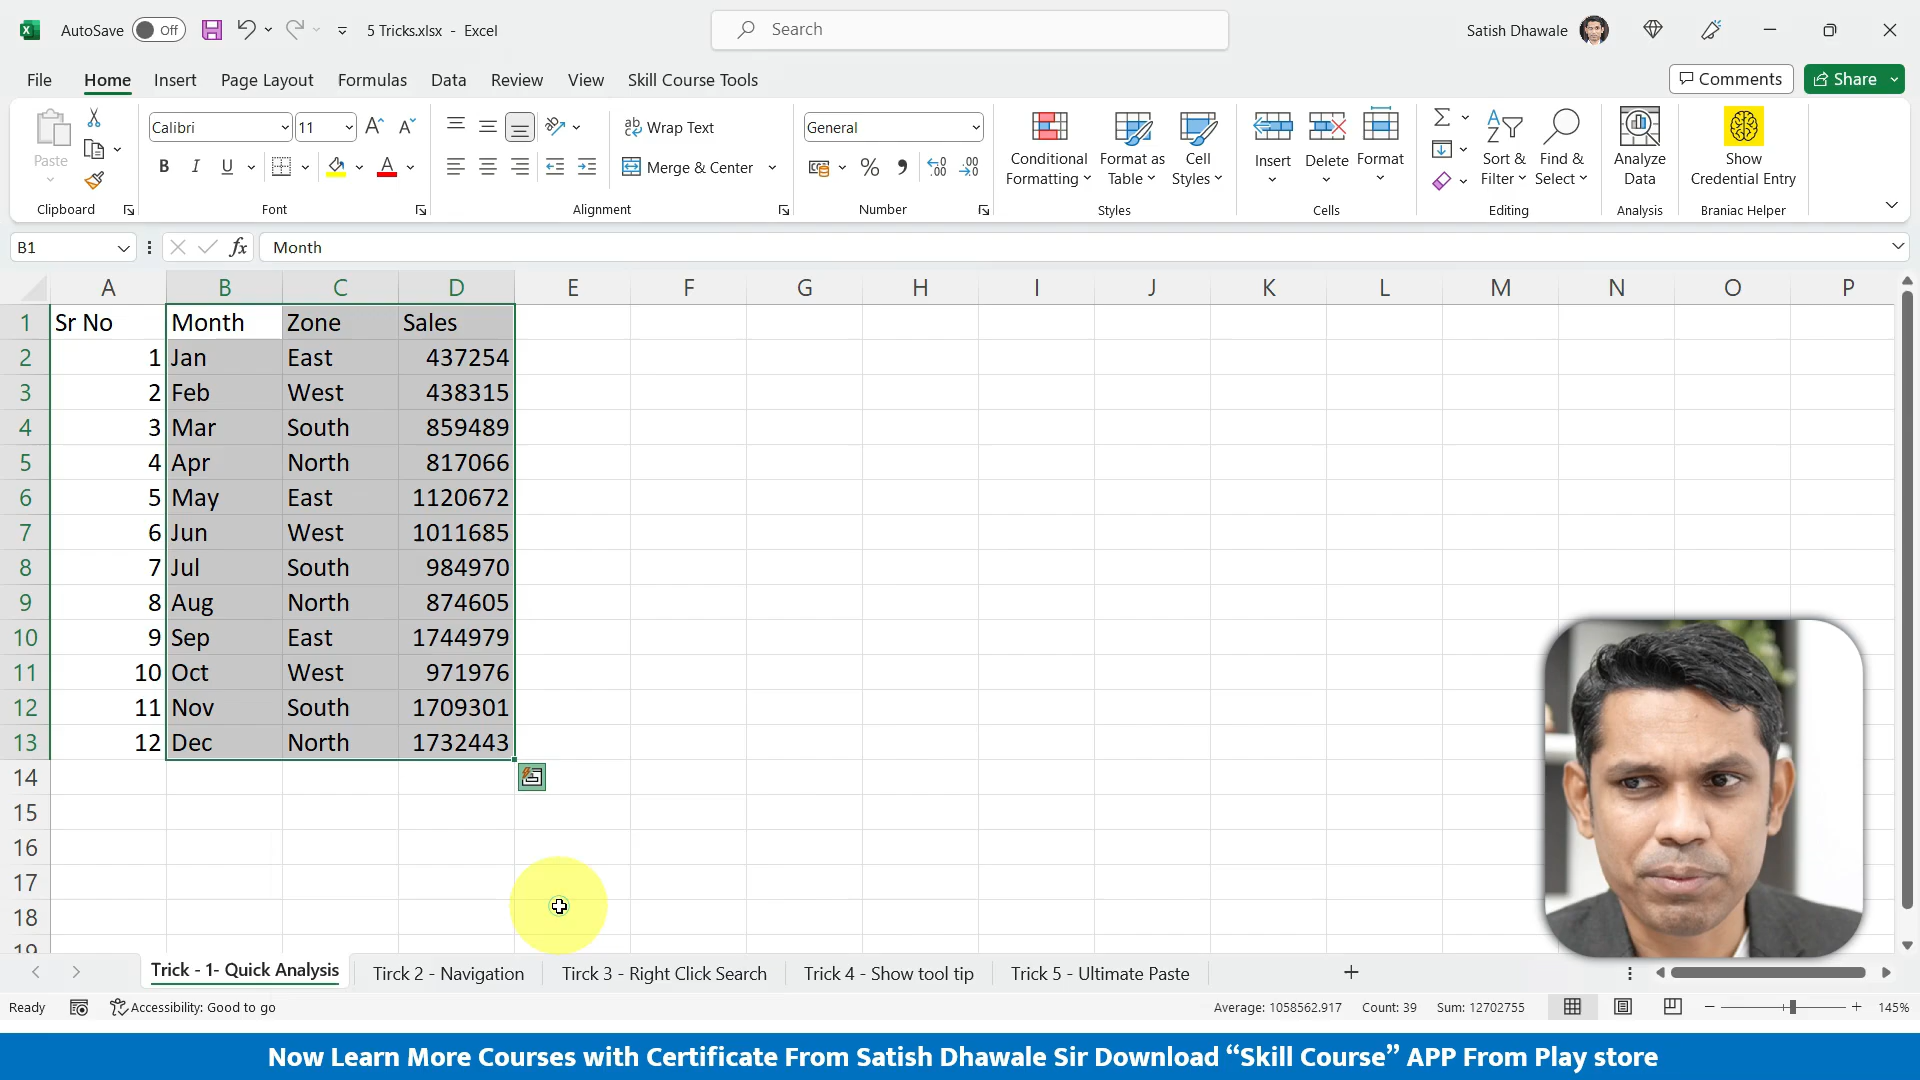 AutoSave Off 5 Tricks.xlsx - Excel Search Satish Dhawale
File Home Insert Page Layout Formulas Data Review View Skill Course Tools Comments Share
Paste
Clipboard
Calibri 11
B I U A
Font
Wrap Text
Merge & Center
Alignment
General
% , .00
Number
Conditional Formatting
Format as Table
Cell Styles
Styles
Insert Delete Format
Cells
Sort & Filter
Find & Select
Editing
Analyze Data
Analysis
Show Credential Entry
Braniac Helper
B1 fx Month
A B C D E F G H I J K L M N O P
1 Sr No Month Zone Sales
2 1 Jan East 437254
3 2 Feb West 438315
4 3 Mar South 859489
5 4 Apr North 817066
6 5 May East 1120672
7 6 Jun West 1011685
8 7 Jul South 984970
9 8 Aug North 874605
10 9 Sep East 1744979
11 10 Oct West 971976
12 11 Nov South 1709301
13 12 Dec North 1732443
14
15
16
17
18
19
Trick - 1- Quick Analysis Tirck 2 - Navigation Tirck 3 - Right Click Search Trick 4 - Show tool tip Trick 5 - Ultimate Paste
Ready Accessibility: Good to go Average: 1058562.917 Count: 39 Sum: 12702755 145%
Now Learn More Courses with Certificate From Satish Dhawale Sir Download “Skill Course” APP From Play store